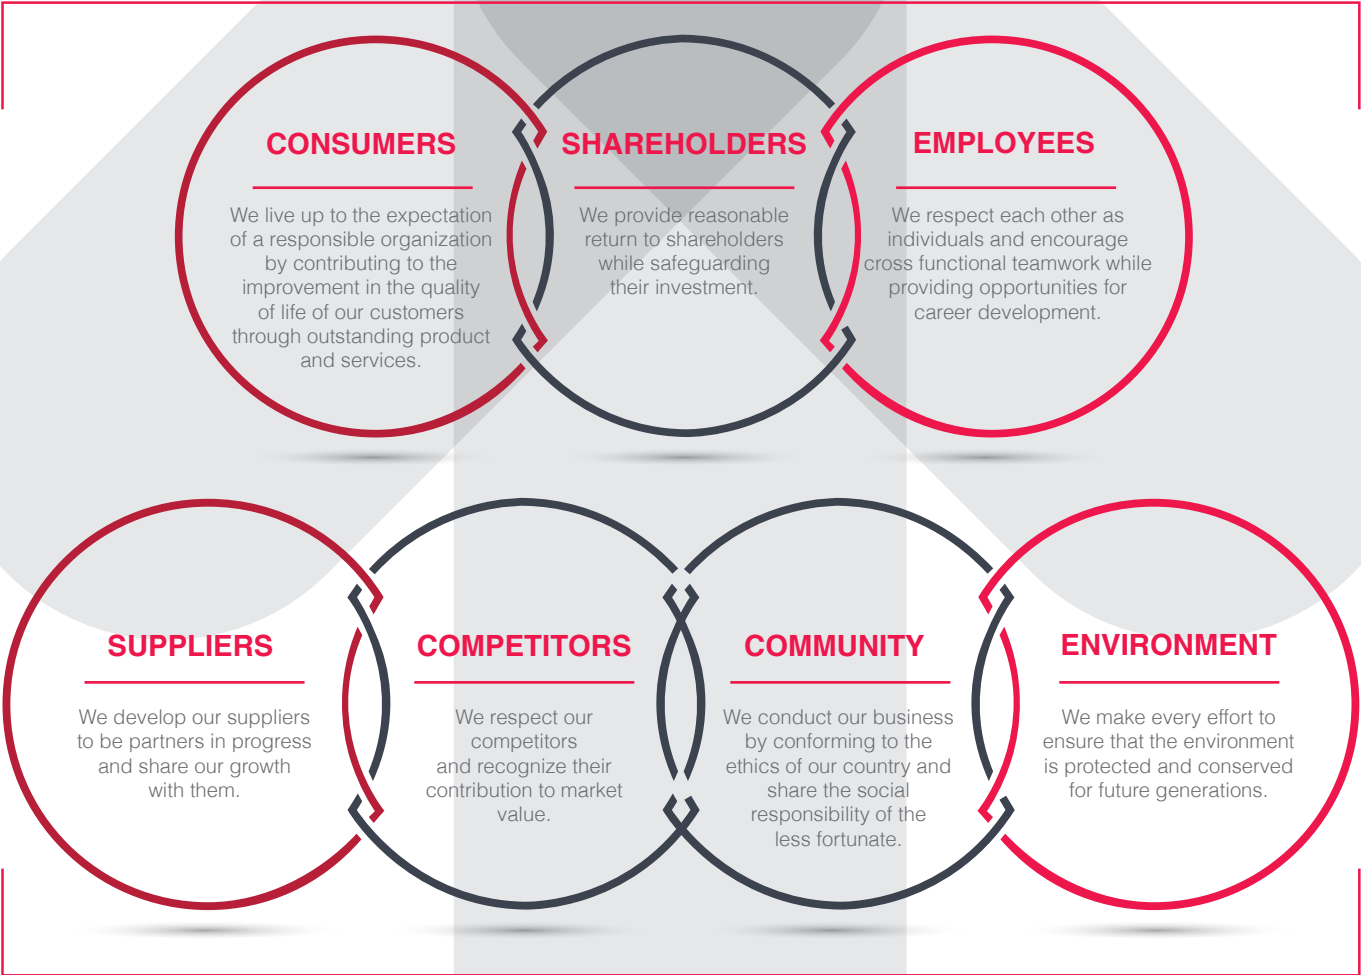 CONSUMERS
We live up to the expectation
of a responsible organization
by contributing to the
improvement in the quality
of life of our customers
through outstanding product
and services.
SHAREHOLDERS
We provide reasonable
return to shareholders
while safeguarding
their investment.
EMPLOYEES
We respect each other as
individuals and encourage
cross functional teamwork while
providing opportunities for
career development.
SUPPLIERS
We develop our suppliers
to be partners in progress
and share our growth
with them.
COMPETITORS
We respect our
competitors
and recognize their
contribution to market
value.
COMMUNITY
We conduct our business
by conforming to the
ethics of our country and
share the social
responsibility of the
less fortunate.
ENVIRONMENT
We make every effort to
ensure that the environment
is protected and conserved
for future generations.